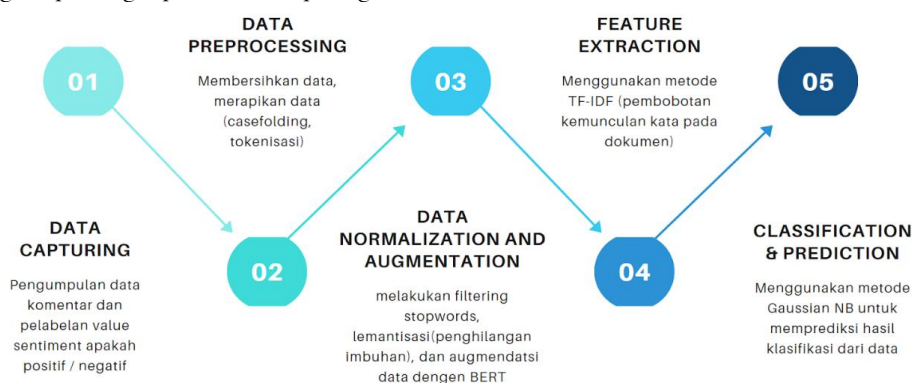 01
DATA
CAPTURING
Pengumpulan data
komentar dan
pelabelan value
sentiment apakah
positif / negatif
DATA
PREPROCESSING
Membersihkan data,
merapikan data
(casefolding,
tokenisasi)
02
03
DATA
NORMALIZATION AND
AUGMENTATION
melakukan filtering
stopwords,
lemantisasi(penghilangan
imbuhan), dan augmendatsi
data dengen BERT
FEATURE
EXTRACTION
Menggunakan metode
TF-IDF (pembobotan
kemunculan kata pada
dokumen)
04
05
CLASSIFICATION
& PREDICTION
Menggunakan metode
Gaussian NB untuk
memprediksi hasil
klasifikasi dari data